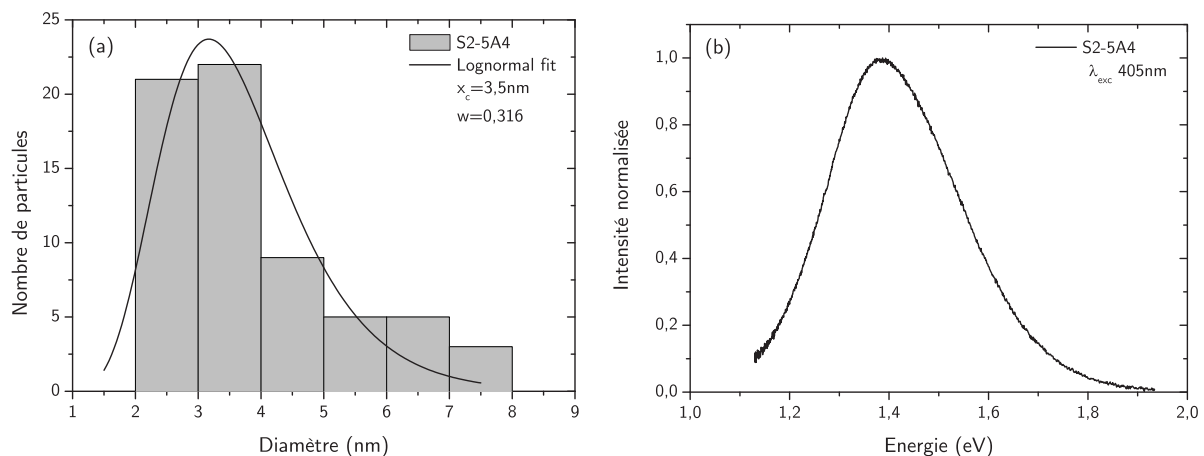 (a)
S2-5A4
Lognormal fit
x_c=3,5nm
w=0,316
25
20
15
10
5
0
1 2 3 4 5 6 7 8 9
Nombre de particules
Diamètre (nm)
(b)
S2-5A4
λ_exc 405nm
1,0
0,8
0,6
0,4
0,2
0,0
1,0 1,2 1,4 1,6 1,8 2,0
Intensité normalisée
Energie (eV)